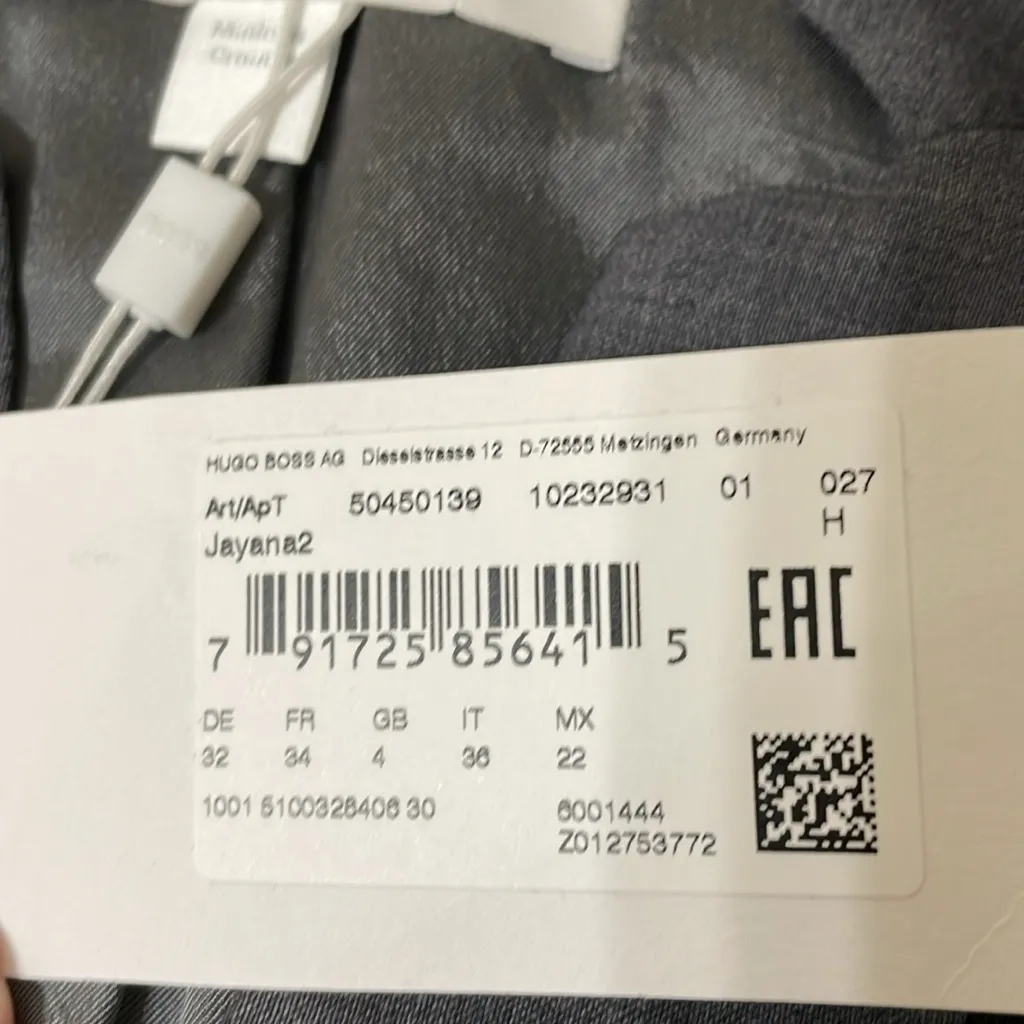 HUGO BOSS AG Dieselstrasse 12 D-72555 Metzingen Germany
Art/ApT 50450139 10232931 01 027
H
Jayana2
EAC
7 91725 85641 5
DE FR GB IT MX
32 34 4 36 22
1001 5100326406 30 6001444
Z012753772